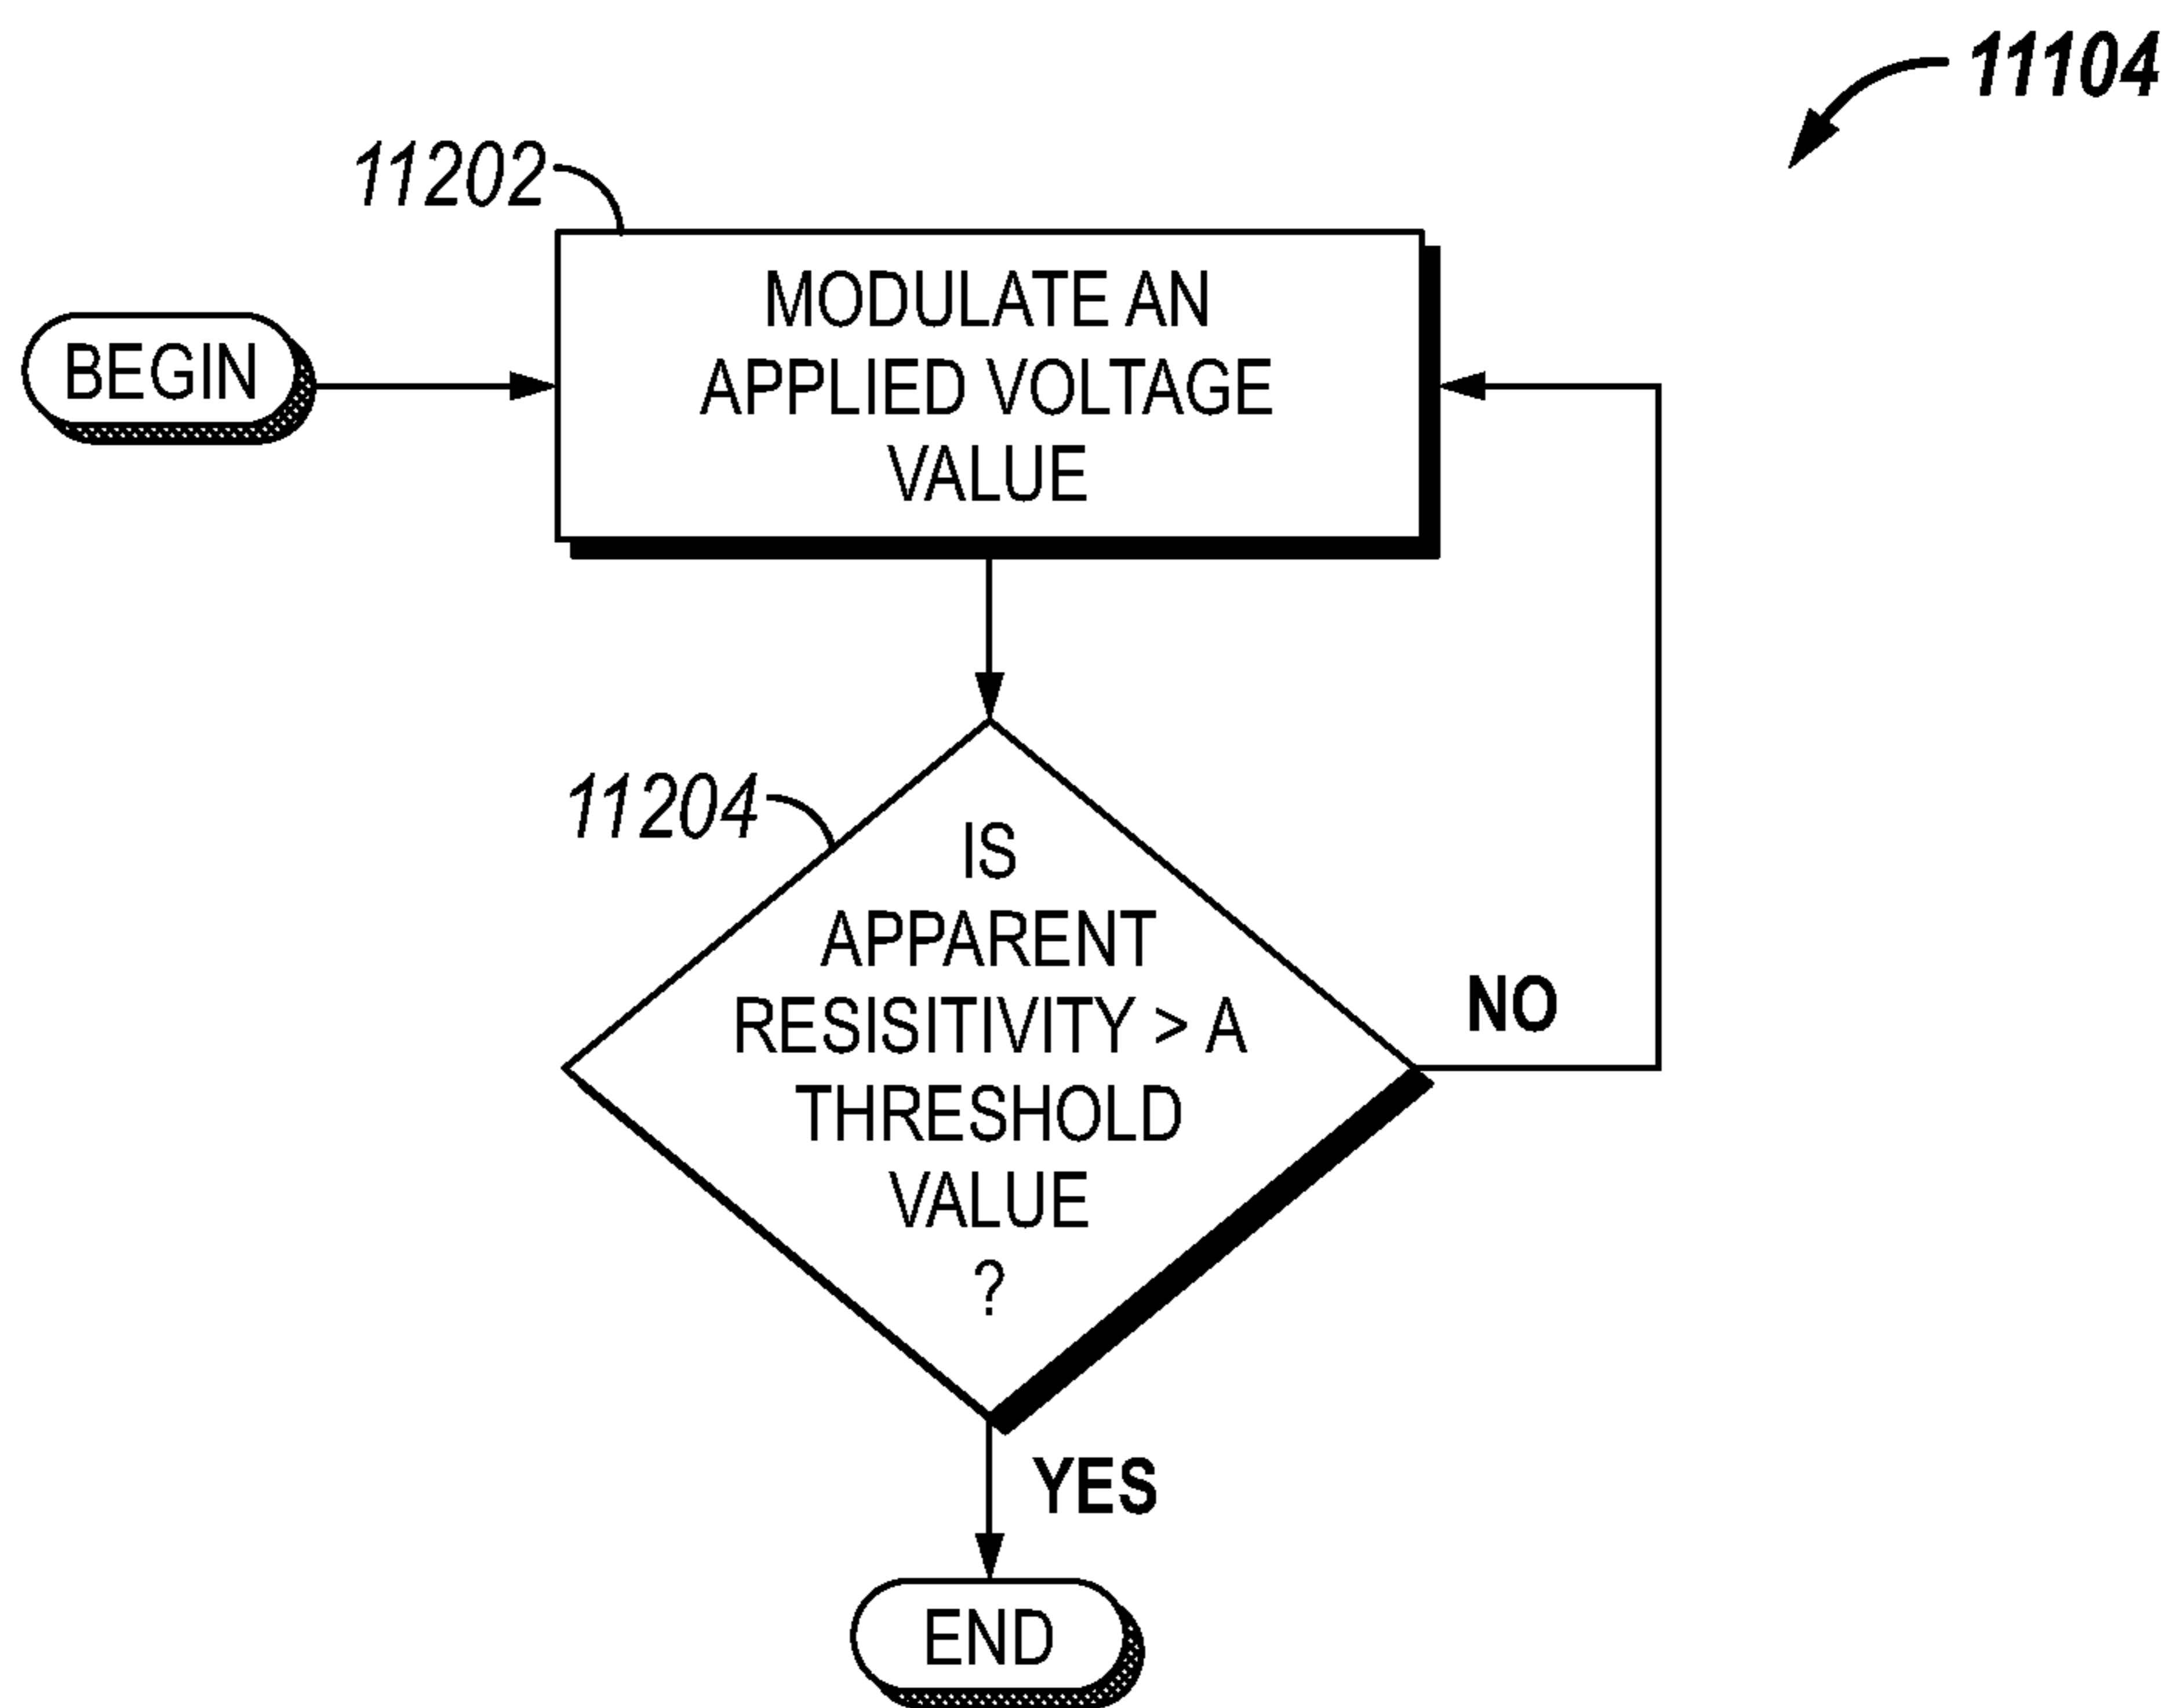 11104
11202
MODULATE AN
APPLIED VOLTAGE
VALUE
BEGIN
11204
IS
APPARENT
RESISITIVITY > A
THRESHOLD
VALUE
?
NO
YES
END